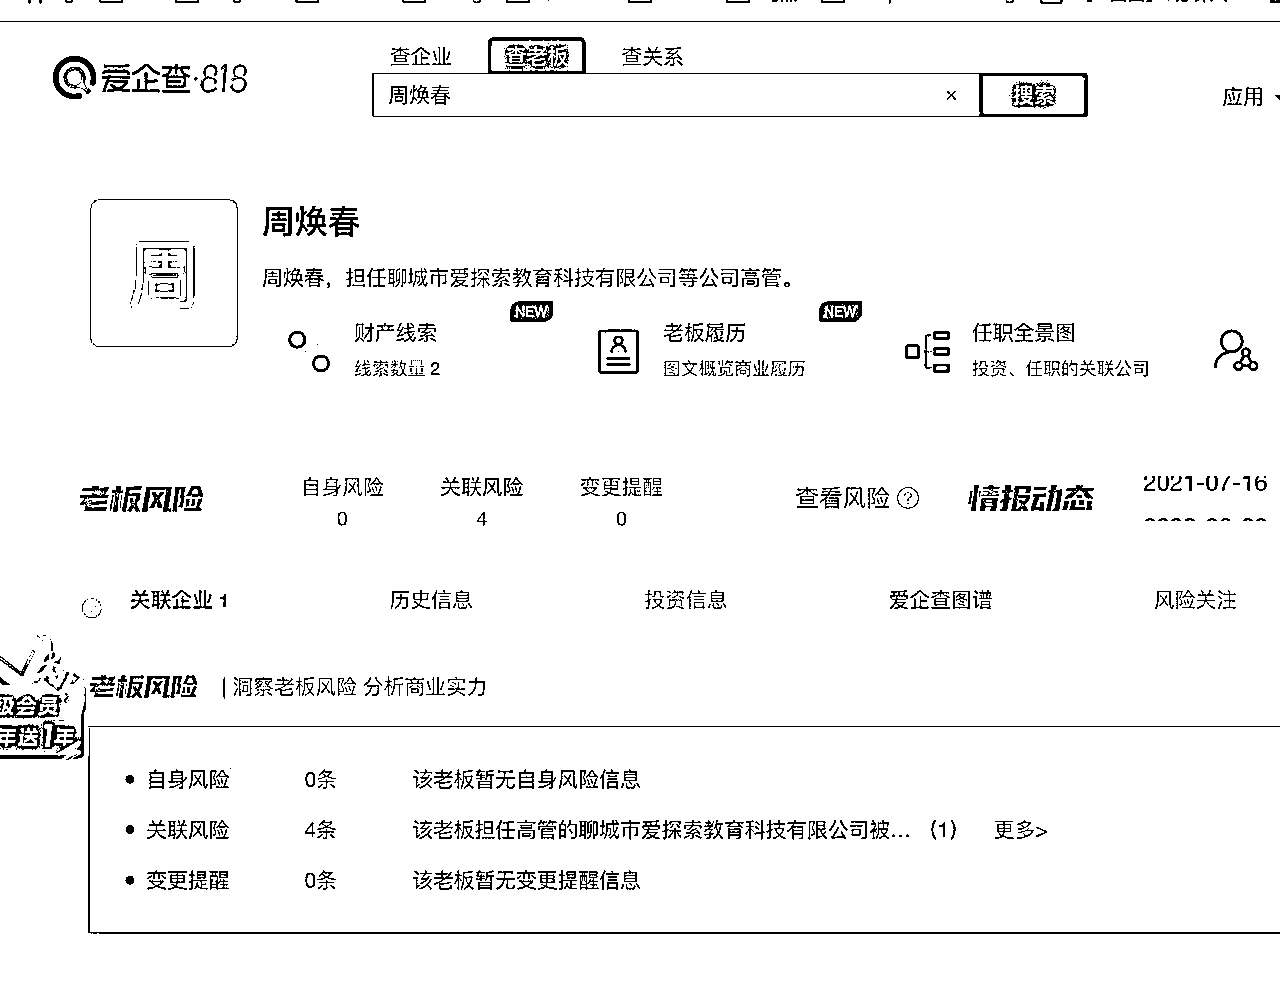 爱企查·818
查企业 查老板 查关系
周焕春 × 搜索
应用
周
周焕春
周焕春，担任聊城市爱探索教育科技有限公司等公司高管。
NEW NEW
财产线索 老板履历 任职全景图
线索数量 2 图文概览商业履历 投资、任职的关联公司
老板风险 自身风险 关联风险 变更提醒 查看风险 ? 情报动态 2021-07-16
0 4 0
关联企业 1 历史信息 投资信息 爱企查图谱 风险关注
级会员
年送1年
老板风险 | 洞察老板风险 分析商业实力
• 自身风险 0条 该老板暂无自身风险信息
• 关联风险 4条 该老板担任高管的聊城市爱探索教育科技有限公司被... （1） 更多>
• 变更提醒 0条 该老板暂无变更提醒信息